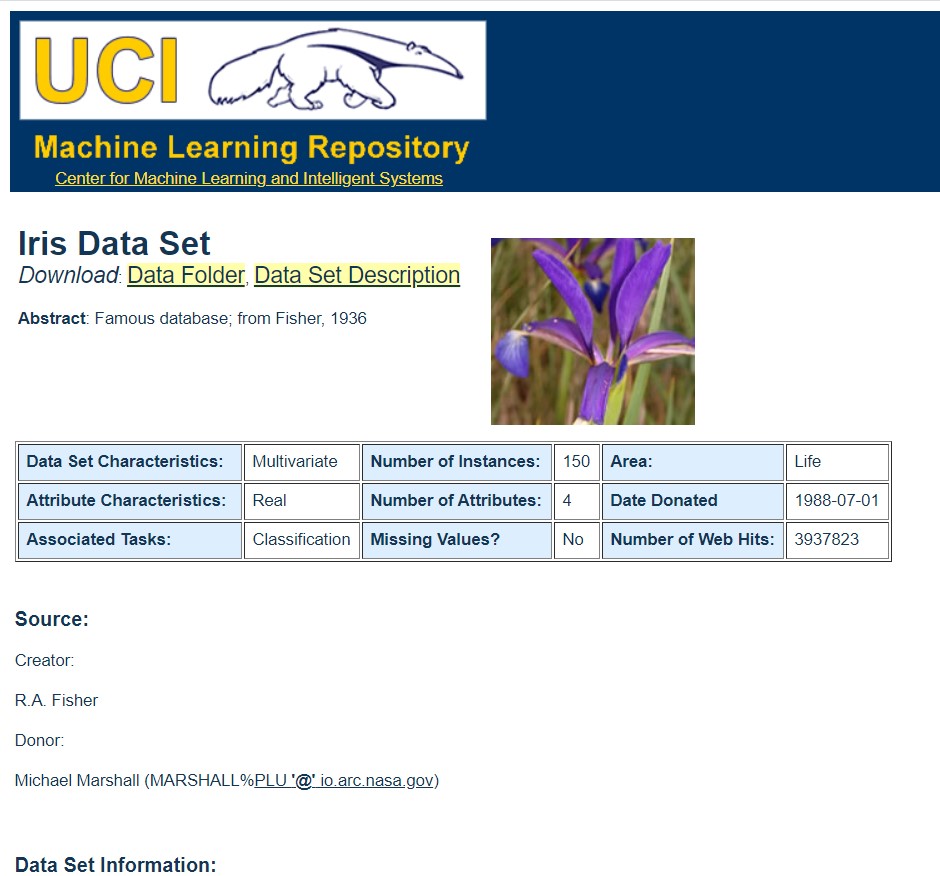 UCI
Machine Learning Repository
Center for Machine Learning and Intelligent Systems
Iris Data Set
Download: Data Folder, Data Set Description
Abstract: Famous database; from Fisher, 1936
Data Set Characteristics: Multivariate Number of Instances: 150 Area: Life
Attribute Characteristics: Real Number of Attributes: 4 Date Donated 1988-07-01
Associated Tasks: Classification Missing Values? No Number of Web Hits: 3937823
Source:
Creator:
R.A. Fisher
Donor:
Michael Marshall (MARSHALL%PLU '@' io.arc.nasa.gov)
Data Set Information: